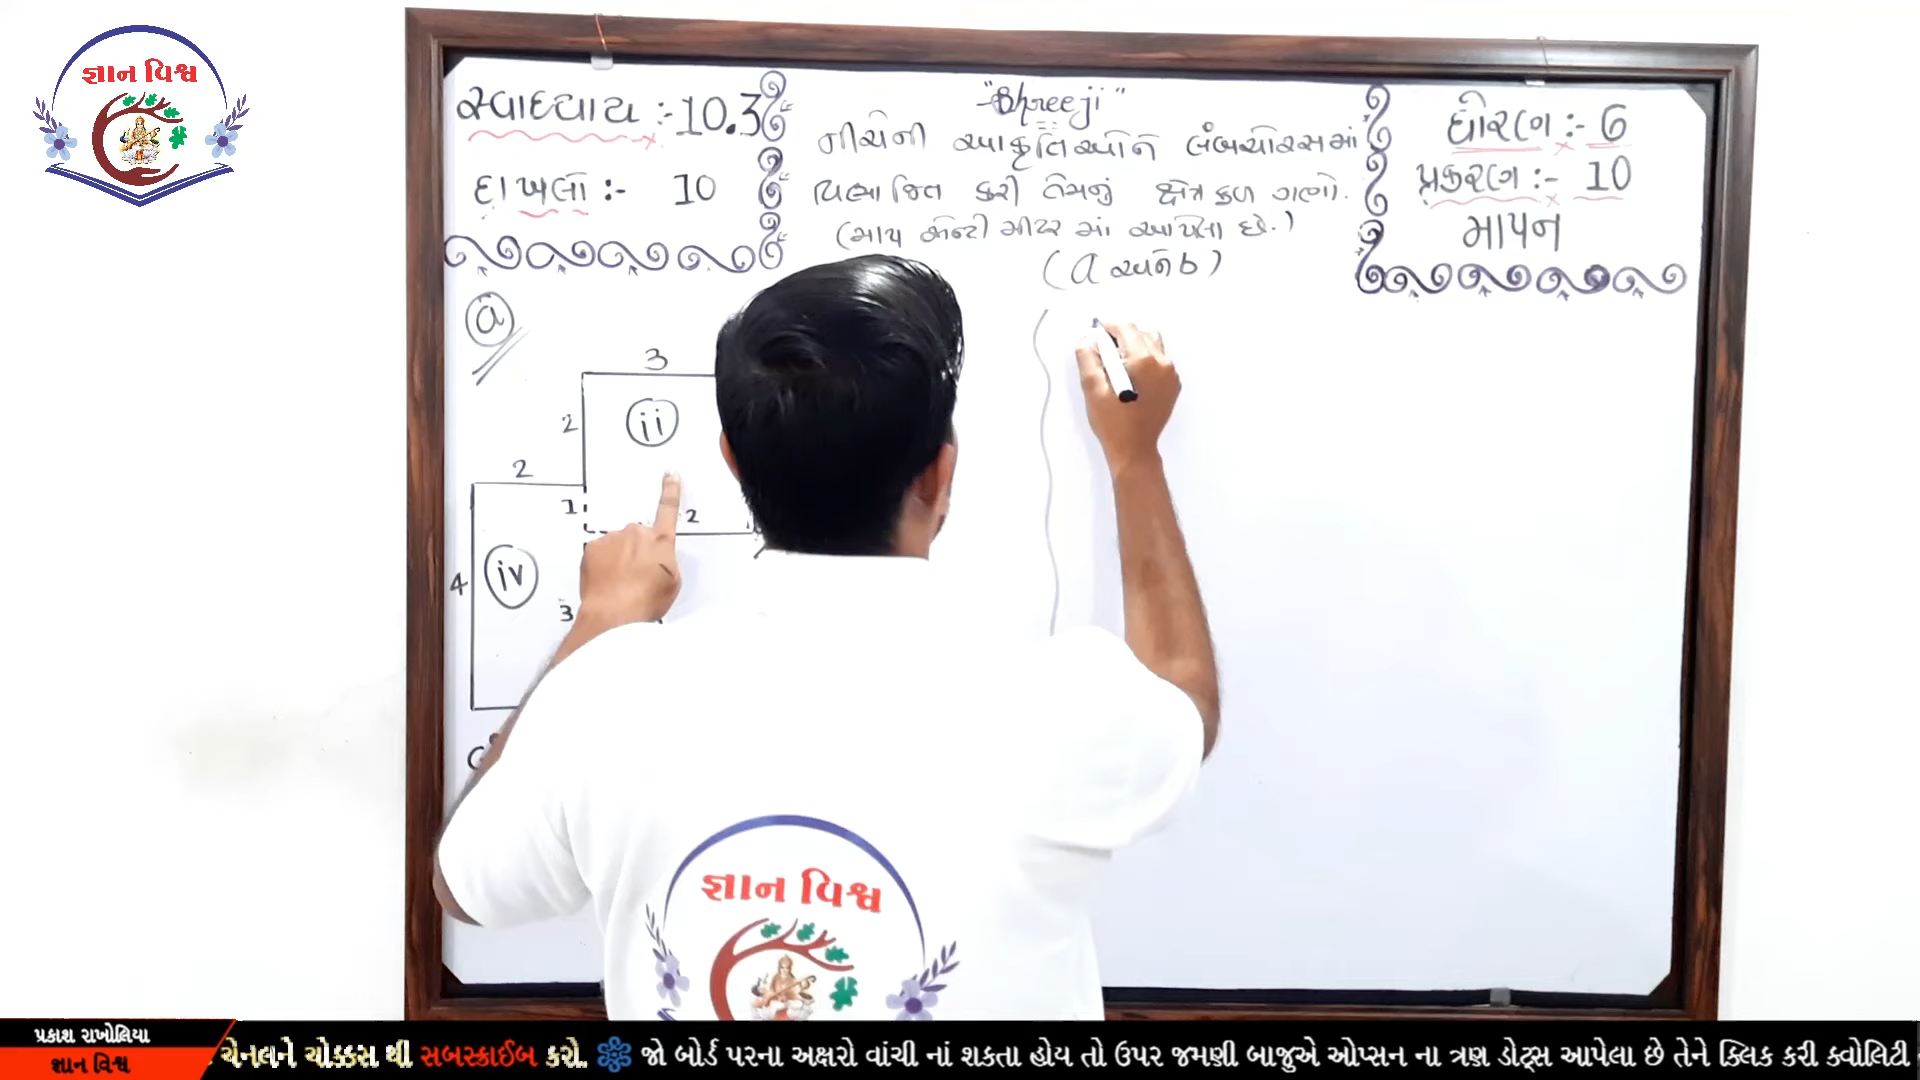 જ્ઞાન વિશ્વ
સ્વાધ્યાય :- 10.3
દાખલો :- 10
"Shreeji"
નીચેની આકૃતિઓને લંબચોરસમાં
વિભાજિત કરી તેમનું ક્ષેત્રફળ ગણો.
(માપ સેન્ટીમીટર માં આપેલા છે.)
(a અને b)
ધોરણ :- 6
પ્રકરણ :- 10
માપન
a
3
2
ii
2
1
2
4
iv
3
જ્ઞાન વિશ્વ
પ્રકાશ રાખોલિયા
જ્ઞાન વિશ્વ
ચેનલને ચોક્કસ થી સબસ્ક્રાઈબ કરો. જો બોર્ડ પરના અક્ષરો વાંચી નાં શકતા હોય તો ઉપર જમણી બાજુએ ઓપ્સન ના ત્રણ ડોટ્સ આપેલા છે તેને ક્લિક કરી ક્વોલિટી